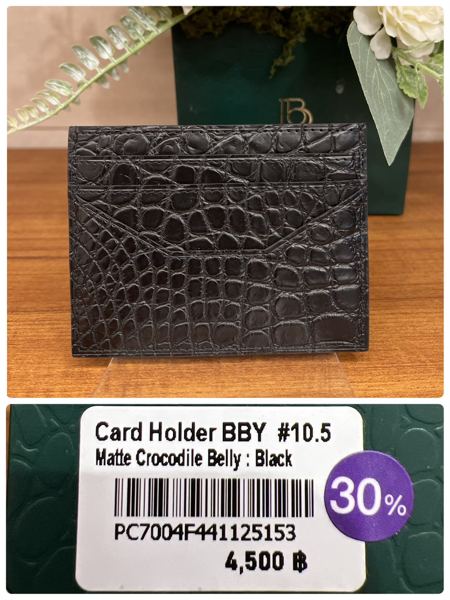 B
Card Holder BBY #10.5
Matte Crocodile Belly : Black
30%
PC7004F441125153
4,500 ฿